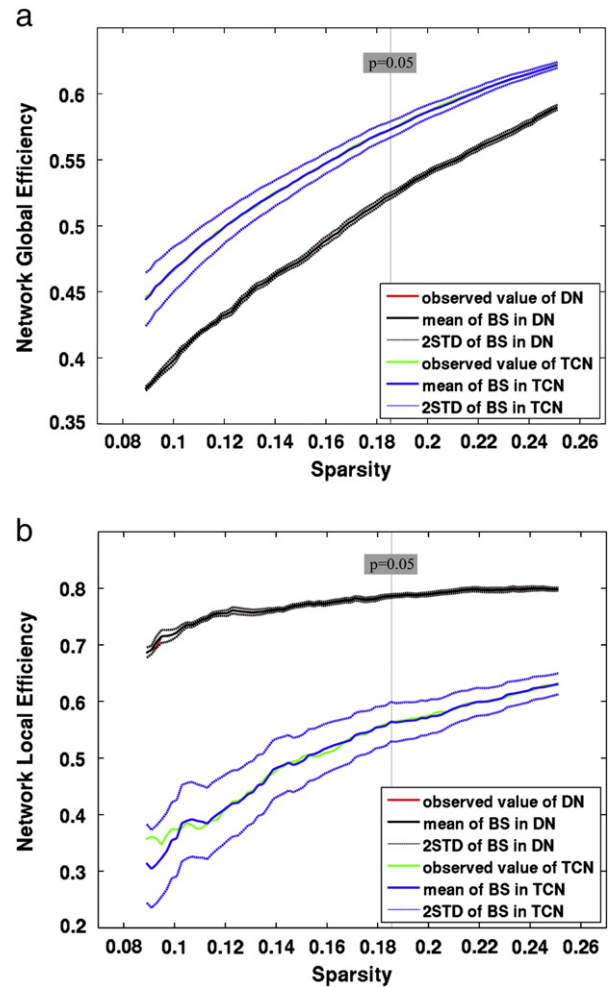 a
p=0.05
0.6
0.55
0.5
0.45
0.4
0.35
Network Global Efficiency
observed value of DN
mean of BS in DN
2STD of BS in DN
observed value of TCN
mean of BS in TCN
2STD of BS in TCN
0.08 0.1 0.12 0.14 0.16 0.18 0.2 0.22 0.24 0.26
Sparsity
b
p=0.05
0.8
0.7
0.6
0.5
0.4
0.3
0.2
Network Local Efficiency
observed value of DN
mean of BS in DN
2STD of BS in DN
observed value of TCN
mean of BS in TCN
2STD of BS in TCN
0.08 0.1 0.12 0.14 0.16 0.18 0.2 0.22 0.24 0.26
Sparsity